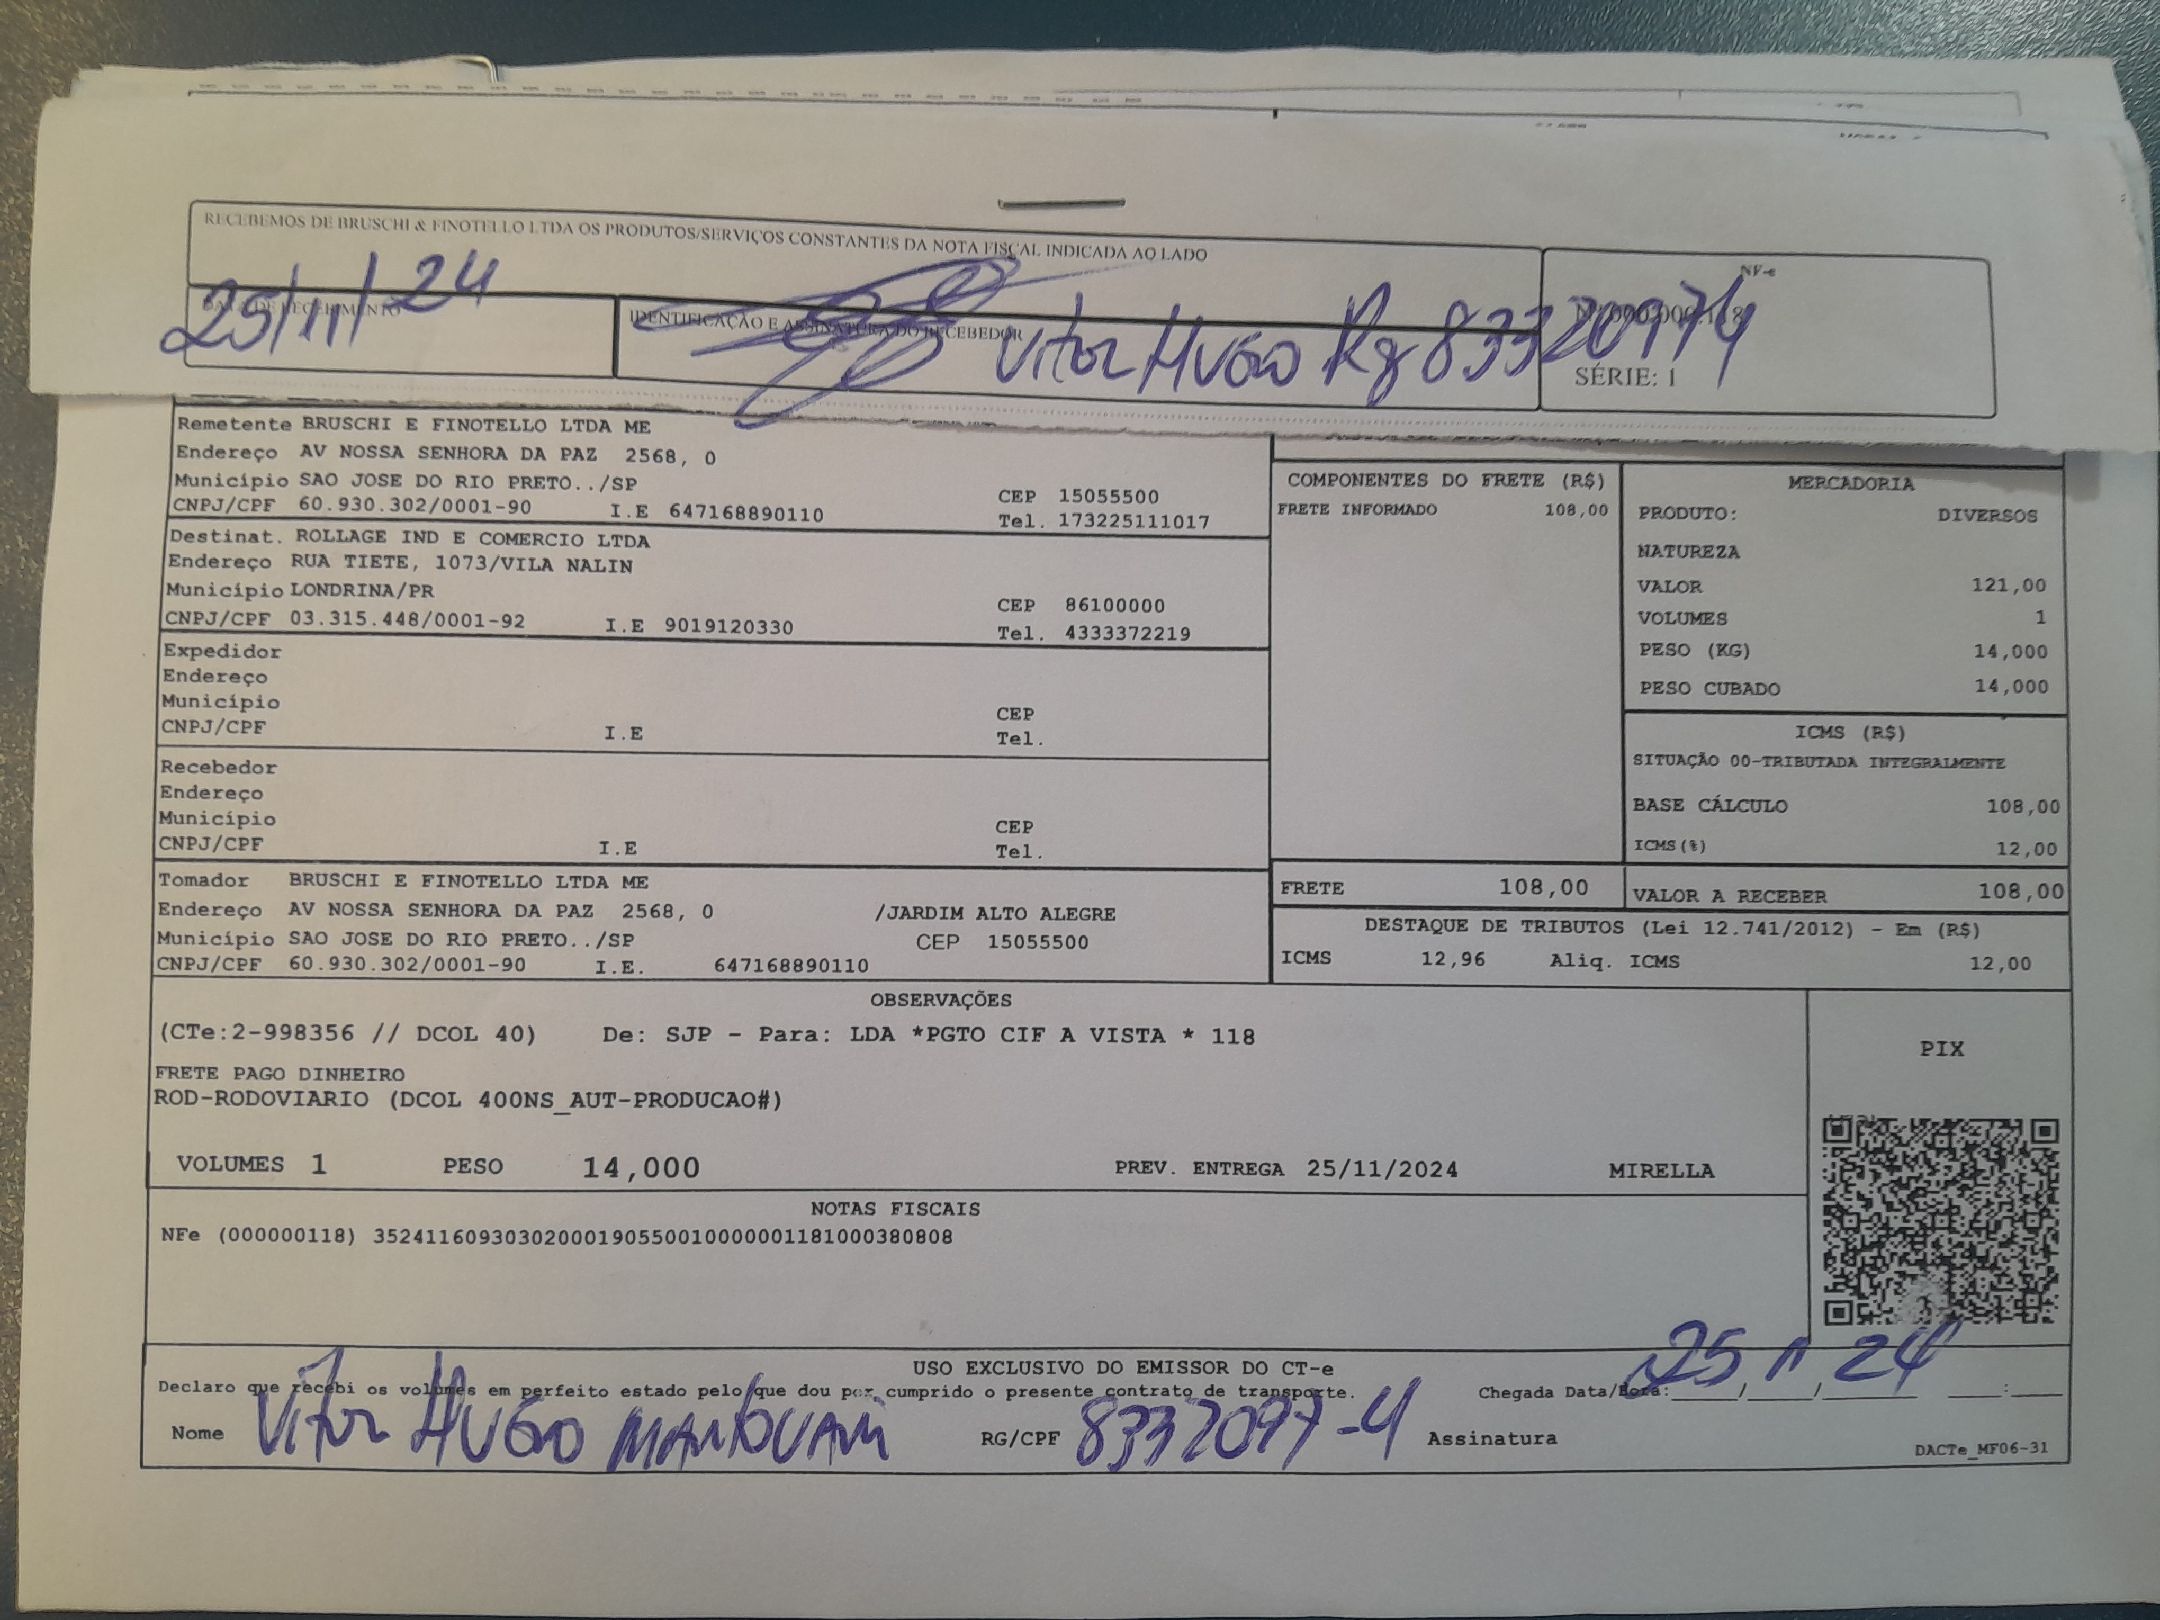 RECEBEMOS DE BRUSCHI & FINOTELLO LTDA OS PRODUTOS/SERVIÇOS CONSTANTES DA NOTA FISCAL INDICADA AO LADO
NF-e
25/11/24
DATA DE RECEBIMENTO
IDENTIFICAÇÃO E ASSINATURA DO RECEBEDOR
Vitor Hugo Rg 83320974
SÉRIE: 1
Remetente BRUSCHI E FINOTELLO LTDA ME
Endereço AV NOSSA SENHORA DA PAZ 2568, 0
Município SAO JOSE DO RIO PRETO../SP CEP 15055500
CNPJ/CPF 60.930.302/0001-90 I.E 647168890110 Tel. 173225111017
Destinat. ROLLAGE IND E COMERCIO LTDA
Endereço RUA TIETE, 1073/VILA NALIN
Município LONDRINA/PR CEP 86100000
CNPJ/CPF 03.315.448/0001-92 I.E 9019120330 Tel. 4333372219
Expedidor
Endereço
Município CEP
CNPJ/CPF I.E Tel.
Recebedor
Endereço
Município CEP
CNPJ/CPF I.E Tel.
Tomador BRUSCHI E FINOTELLO LTDA ME
Endereço AV NOSSA SENHORA DA PAZ 2568, 0 /JARDIM ALTO ALEGRE
Município SAO JOSE DO RIO PRETO../SP CEP 15055500
CNPJ/CPF 60.930.302/0001-90 I.E. 647168890110
COMPONENTES DO FRETE (R$)
FRETE INFORMADO 108,00
MERCADORIA
PRODUTO: DIVERSOS
NATUREZA
VALOR 121,00
VOLUMES 1
PESO (KG) 14,000
PESO CUBADO 14,000
ICMS (R$)
SITUAÇÃO 00-TRIBUTADA INTEGRALMENTE
BASE CÁLCULO 108,00
ICMS(%) 12,00
FRETE 108,00 VALOR A RECEBER 108,00
DESTAQUE DE TRIBUTOS (Lei 12.741/2012) - Em (R$)
ICMS 12,96 Aliq. ICMS 12,00
OBSERVAÇÕES
(CTe:2-998356 // DCOL 40) De: SJP - Para: LDA *PGTO CIF A VISTA * 118
FRETE PAGO DINHEIRO
ROD-RODOVIARIO (DCOL 400NS_AUT-PRODUCAO#)
VOLUMES 1 PESO 14,000 PREV. ENTREGA 25/11/2024 MIRELLA
PIX
NOTAS FISCAIS
NFe (000000118) 35241160930302000190550010000001181000380808
USO EXCLUSIVO DO EMISSOR DO CT-e
Declaro que recebi os volumes em perfeito estado pelo que dou por cumprido o presente contrato de transporte. Chegada Data/Hora: 25/11/24
Nome Vitor Hugo Mantovani RG/CPF 8332097-4 Assinatura
DACTe_MF06-31